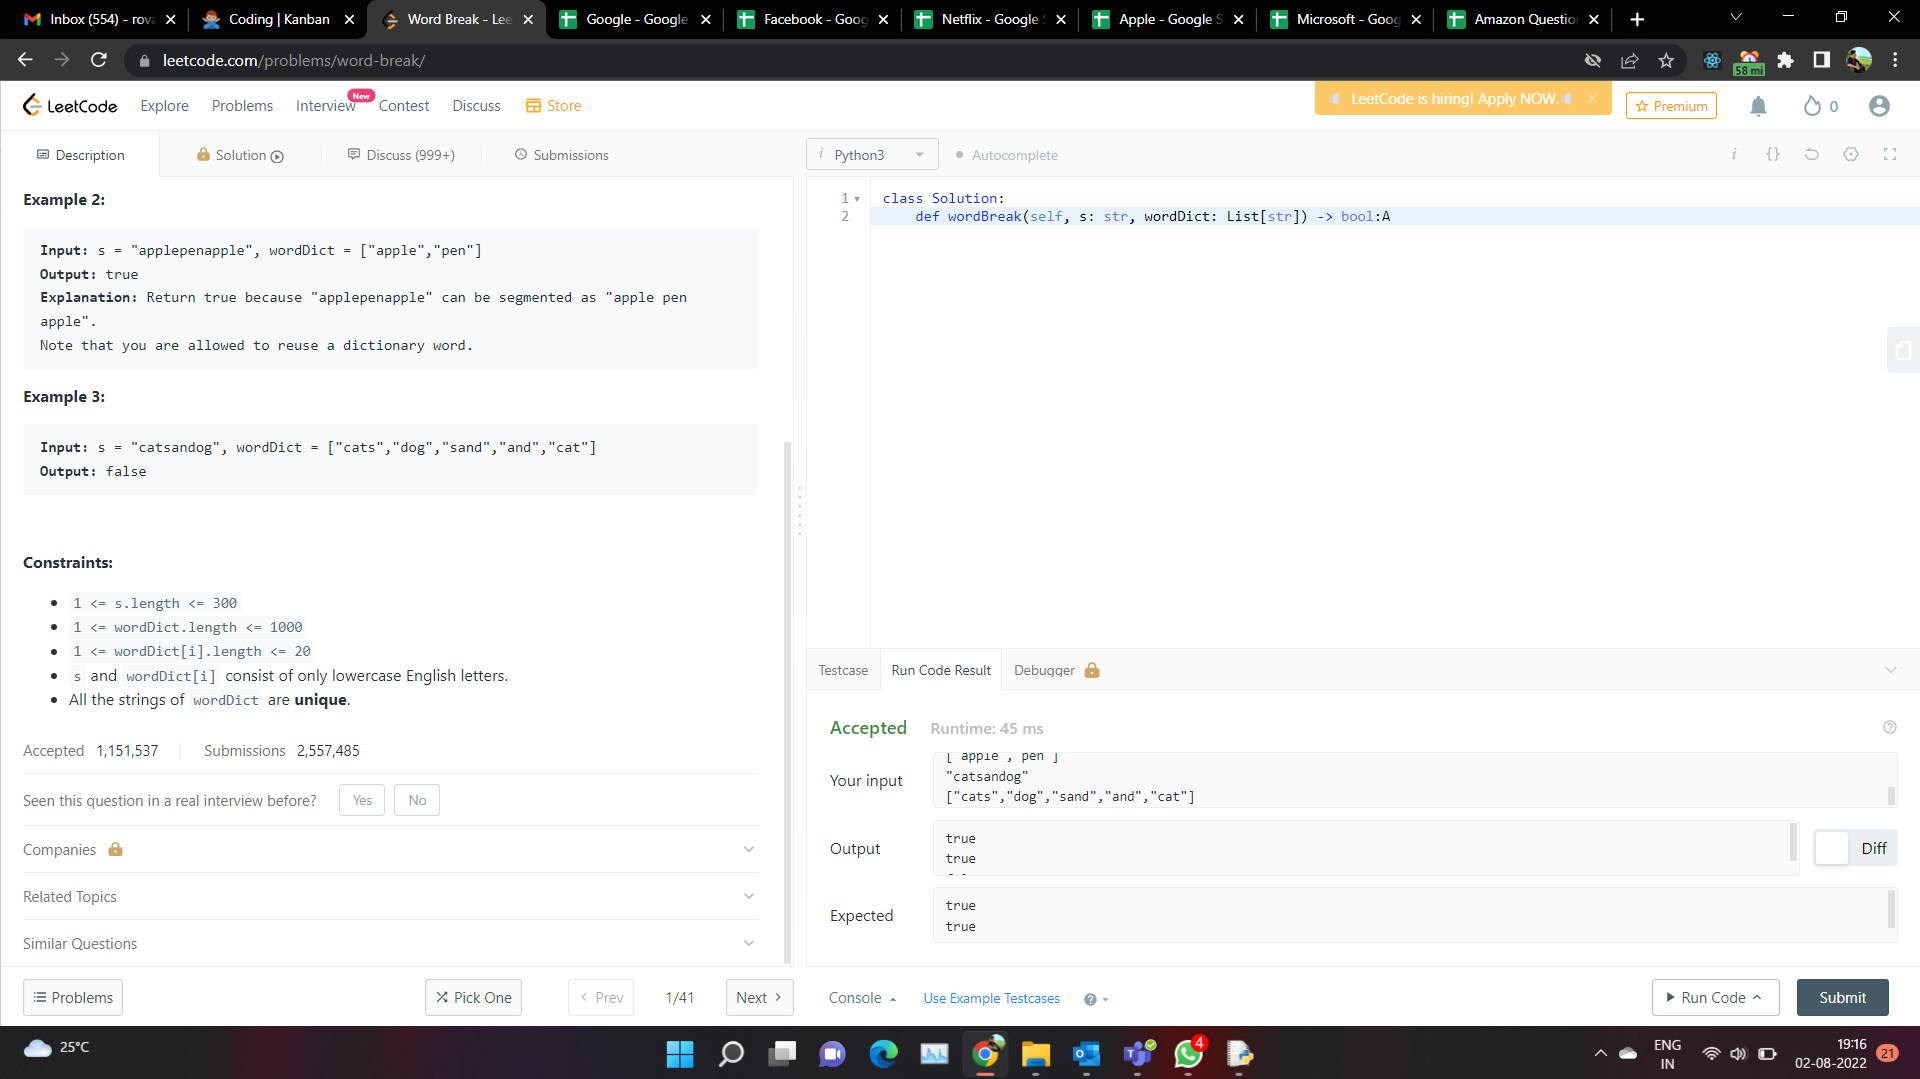 Inbox (554) - rova
Coding | Kanban
Word Break - Lee
Google - Google
Facebook - Goog
Netflix - Google S
Apple - Google S
Microsoft - Goog
Amazon Question
leetcode.com/problems/word-break/
58 mi
LeetCode
Explore
Problems
Interview
New
Contest
Discuss
Store
LeetCode is hiring! Apply NOW.
Premium
0
Description
Solution
Discuss (999+)
Submissions
Python3
Autocomplete
Example 2:
Input: s = "applepenapple", wordDict = ["apple","pen"]
Output: true
Explanation: Return true because "applepenapple" can be segmented as "apple pen
apple".
Note that you are allowed to reuse a dictionary word.
Example 3:
Input: s = "catsandog", wordDict = ["cats","dog","sand","and","cat"]
Output: false
Constraints:
1 <= s.length <= 300
1 <= wordDict.length <= 1000
1 <= wordDict[i].length <= 20
s and wordDict[i] consist of only lowercase English letters.
All the strings of wordDict are unique.
Accepted 1,151,537 Submissions 2,557,485
Seen this question in a real interview before? Yes No
Companies
Related Topics
Similar Questions
Problems
Pick One
Prev
1/41
Next
1 class Solution:
2 def wordBreak(self, s: str, wordDict: List[str]) -> bool:A
Testcase
Run Code Result
Debugger
Accepted Runtime: 45 ms
Your input
["apple","pen"]
"catsandog"
["cats","dog","sand","and","cat"]
Output
true
true
Diff
Expected
true
true
Console
Use Example Testcases
Run Code
Submit
25°C
4
ENG
IN
19:16
02-08-2022
21